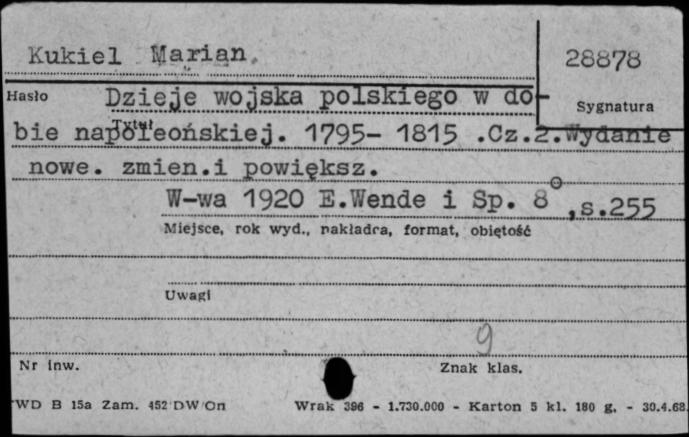 Kukiel Marian.
28878
Hasło
Dzieje wojska polskiego w do-
Sygnatura
Tytuł
bie napoleońskiej. 1795- 1815 .Cz.2.Wydanie
nowe. zmien.i powiększ.
W-wa 1920 E.Wende i Sp. 8°,s.255
Miejsce, rok wyd., nakładca, format, objętość
Uwagi
9
Nr inw.
Znak klas.
WD B 15a Zam. 452 DW On
Wrak 396 - 1.730.000 - Karton 5 kl. 180 g. - 30.4.68.